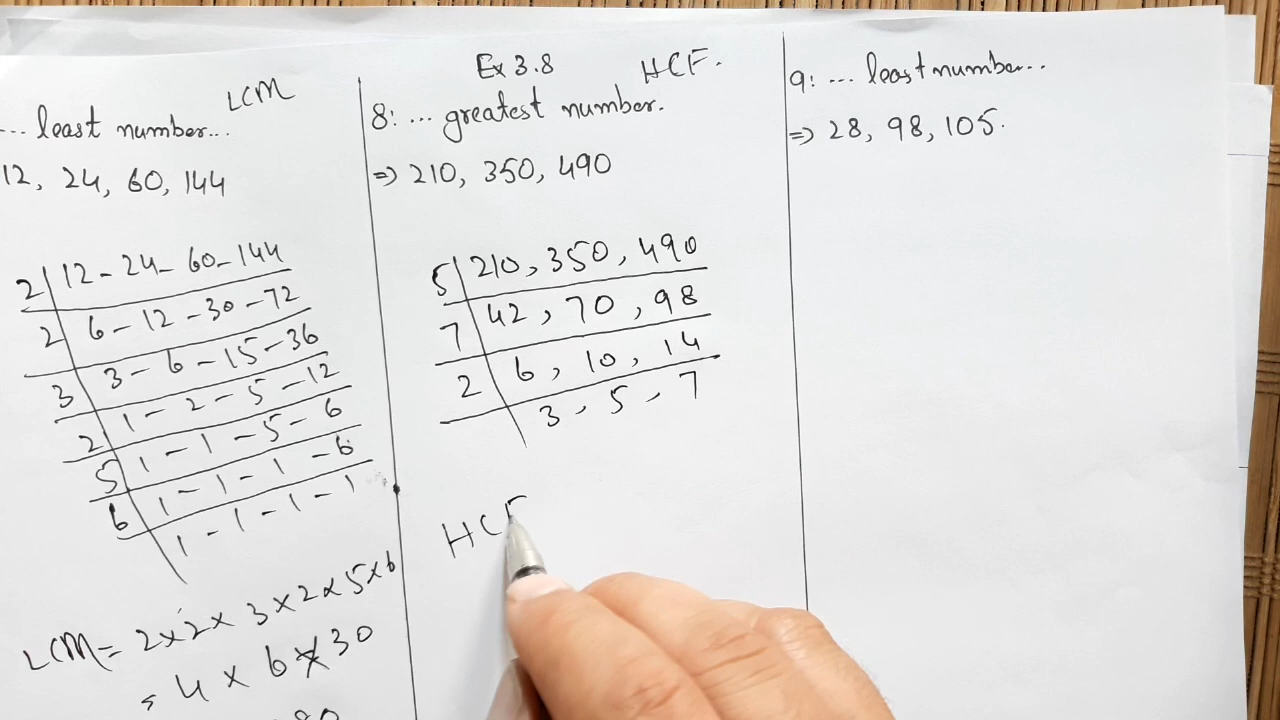 LCM
... least number...
12, 24, 60, 144
2 | 12 - 24 - 60 - 144
2 | 6 - 12 - 30 - 72
3 | 3 - 6 - 15 - 36
2 | 1 - 2 - 5 - 12
5 | 1 - 1 - 5 - 6
6 | 1 - 1 - 1 - 6
1 - 1 - 1 - 1
LCM = 2×2×3×2×5×6
= 4 × 6 × 30
Ex 3.8
HCF.
8: ... greatest number.
⇒ 210, 350, 490
5 | 210, 350, 490
7 | 42, 70, 98
2 | 6, 10, 14
3, 5, 7
HCF
9: ... least number...
⇒ 28, 98, 105.